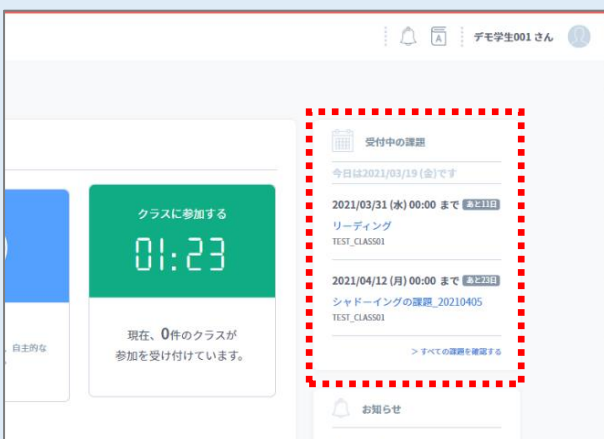 A
デモ学生001 さん
受付中の課題
今日は2021/03/19 (金)です
2021/03/31 (水) 00:00 まで あと11日
リーディング
TEST_CLASS01
2021/04/12 (月) 00:00 まで あと23日
シャドーイングの課題_20210405
TEST_CLASS01
> すべての課題を確認する
お知らせ
クラスに参加する
01:23
現在、0件のクラスが
参加を受け付けています。
自主的な